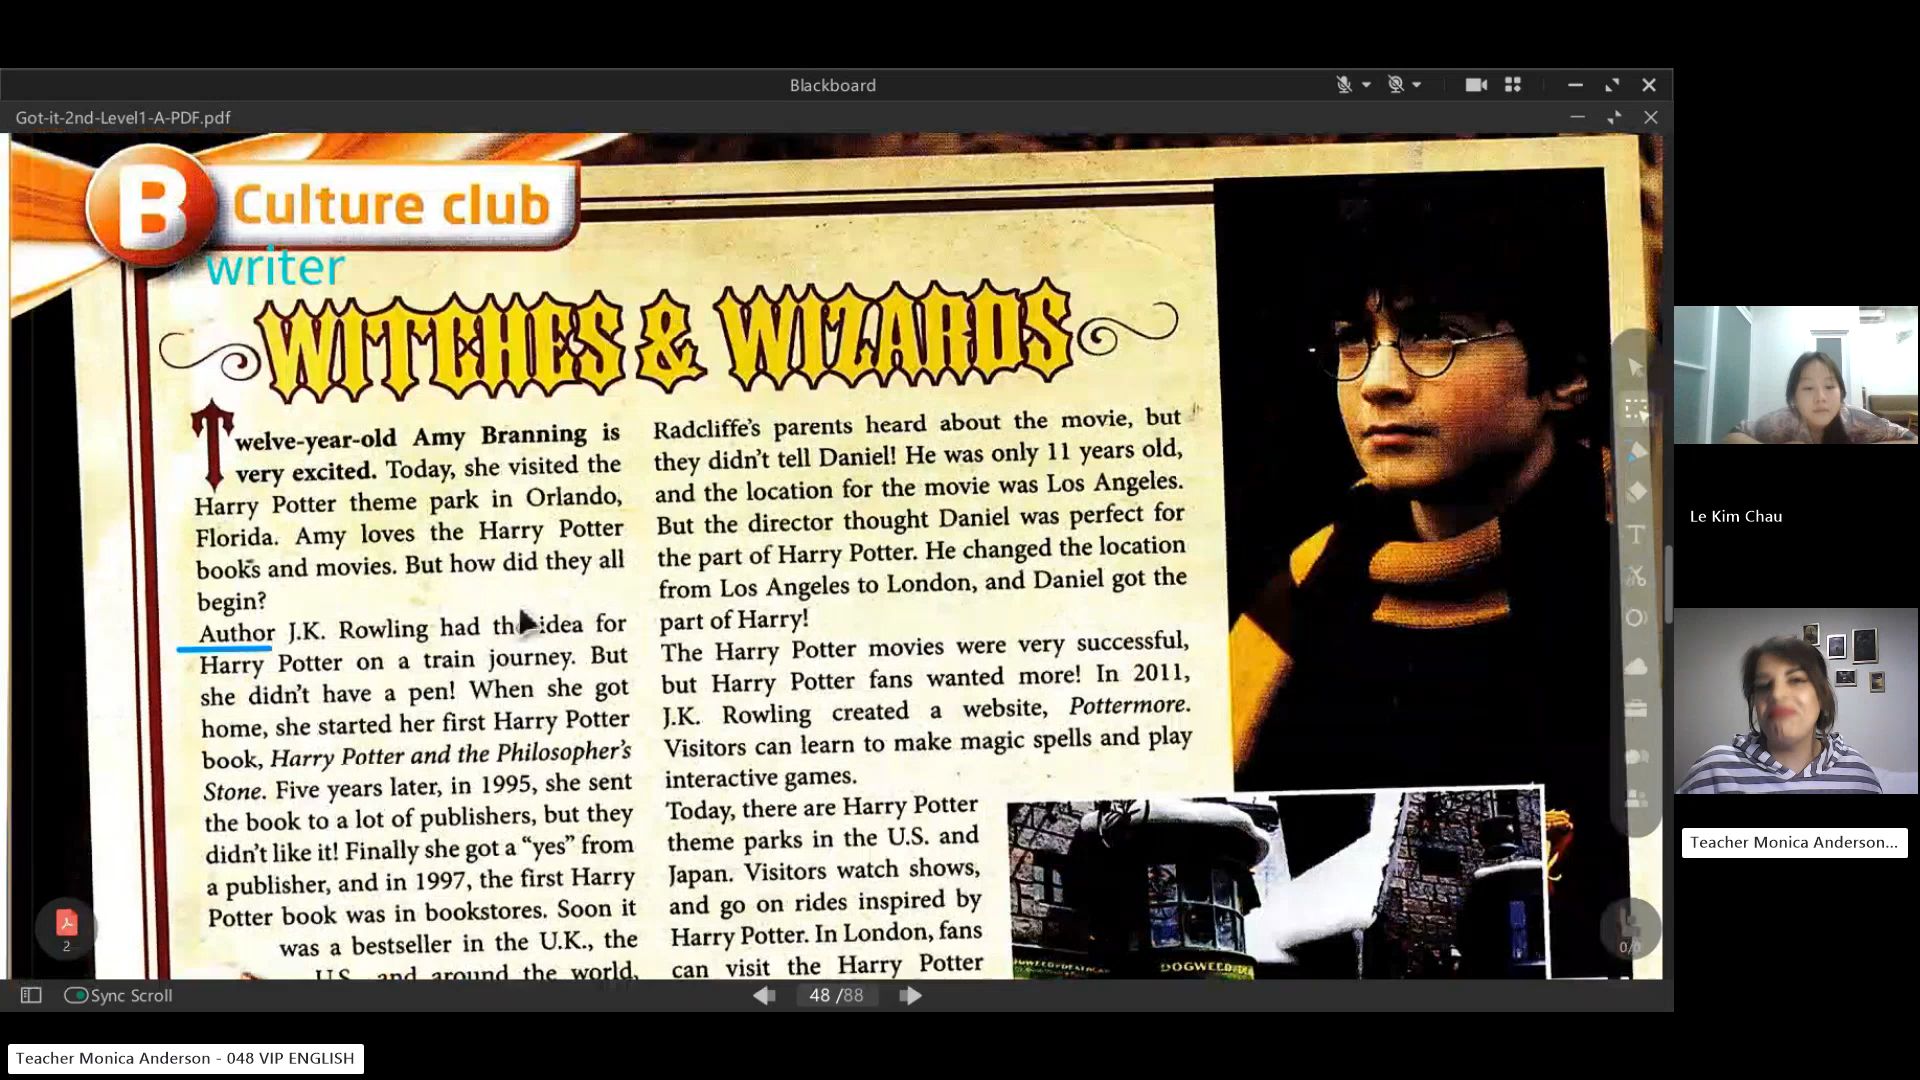 Blackboard
Got-it-2nd-Level1-A-PDF.pdf
B Culture club
writer
WITCHES & WIZARDS
Twelve-year-old Amy Branning is
very excited. Today, she visited the
Harry Potter theme park in Orlando,
Florida. Amy loves the Harry Potter
books and movies. But how did they all
begin?
Author J.K. Rowling had the idea for
Harry Potter on a train journey. But
she didn't have a pen! When she got
home, she started her first Harry Potter
book, Harry Potter and the Philosopher's
Stone. Five years later, in 1995, she sent
the book to a lot of publishers, but they
didn't like it! Finally she got a “yes” from
a publisher, and in 1997, the first Harry
Potter book was in bookstores. Soon it
was a bestseller in the U.K., the
U.S., and around the world.
Radcliffe's parents heard about the movie, but
they didn't tell Daniel! He was only 11 years old,
and the location for the movie was Los Angeles.
But the director thought Daniel was perfect for
the part of Harry Potter. He changed the location
from Los Angeles to London, and Daniel got the
part of Harry!
The Harry Potter movies were very successful,
but Harry Potter fans wanted more! In 2011,
J.K. Rowling created a website, Pottermore.
Visitors can learn to make magic spells and play
interactive games.
Today, there are Harry Potter
theme parks in the U.S. and
Japan. Visitors watch shows,
and go on rides inspired by
Harry Potter. In London, fans
can visit the Harry Potter
2
0/0
Sync Scroll
48 /88
Le Kim Chau
Teacher Monica Anderson...
Teacher Monica Anderson - 048 VIP ENGLISH